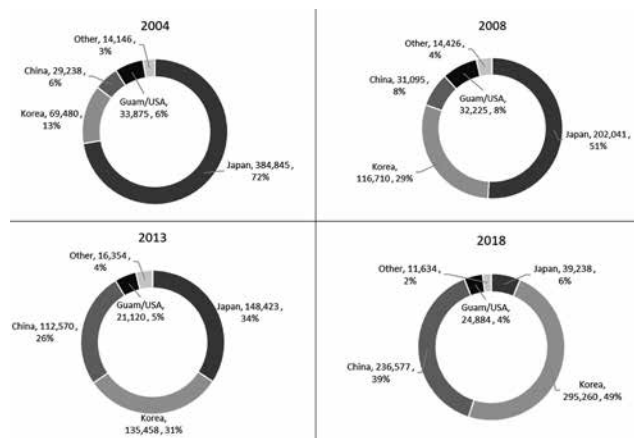 2004
Other, 14,146
3%
China, 29,238,
6%
Guam/USA,
33,875, 6%
Korea, 69,480
13%
Japan, 384,845,
72%
2008
Other, 14,426
4%
China, 31,095,
8%
Guam/USA,
32,225, 8%
Japan, 202,041
51%
Korea,
116,710, 29%
2013
Other, 16,354
4%
Guam/USA,
21,120, 5%
Japan, 148,423
34%
China, 112,570
26%
Korea,
135,458, 31%
2018
Other, 11,634
2%
Japan, 39,238,
6%
Guam/USA
24,884, 4%
China, 236,577
39%
Korea,
295,260, 49%